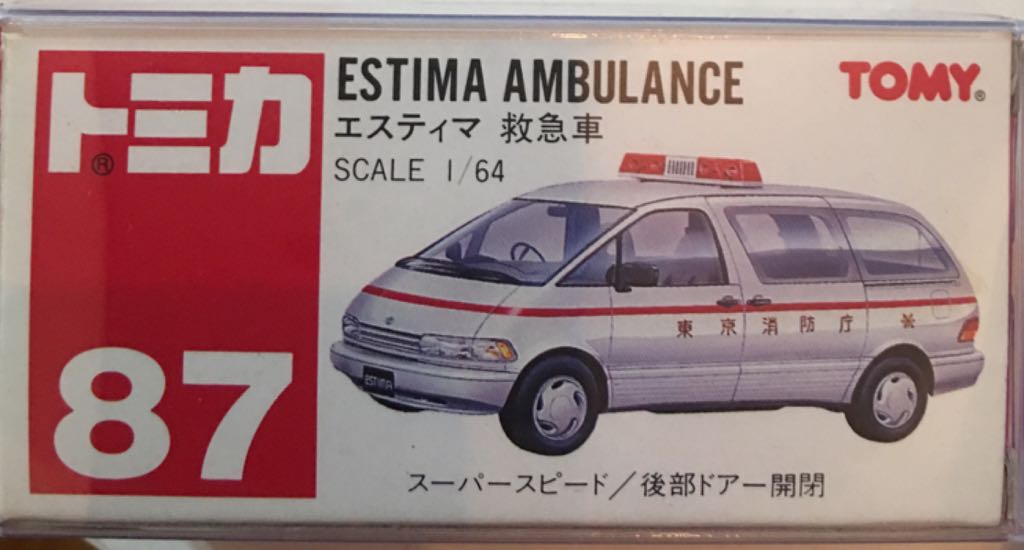 トミカ®
87
ESTIMA AMBULANCE
エスティマ 救急車
SCALE 1/64
TOMY®
東京消防庁
ESTIMA
スーパースピード/後部ドアー開閉